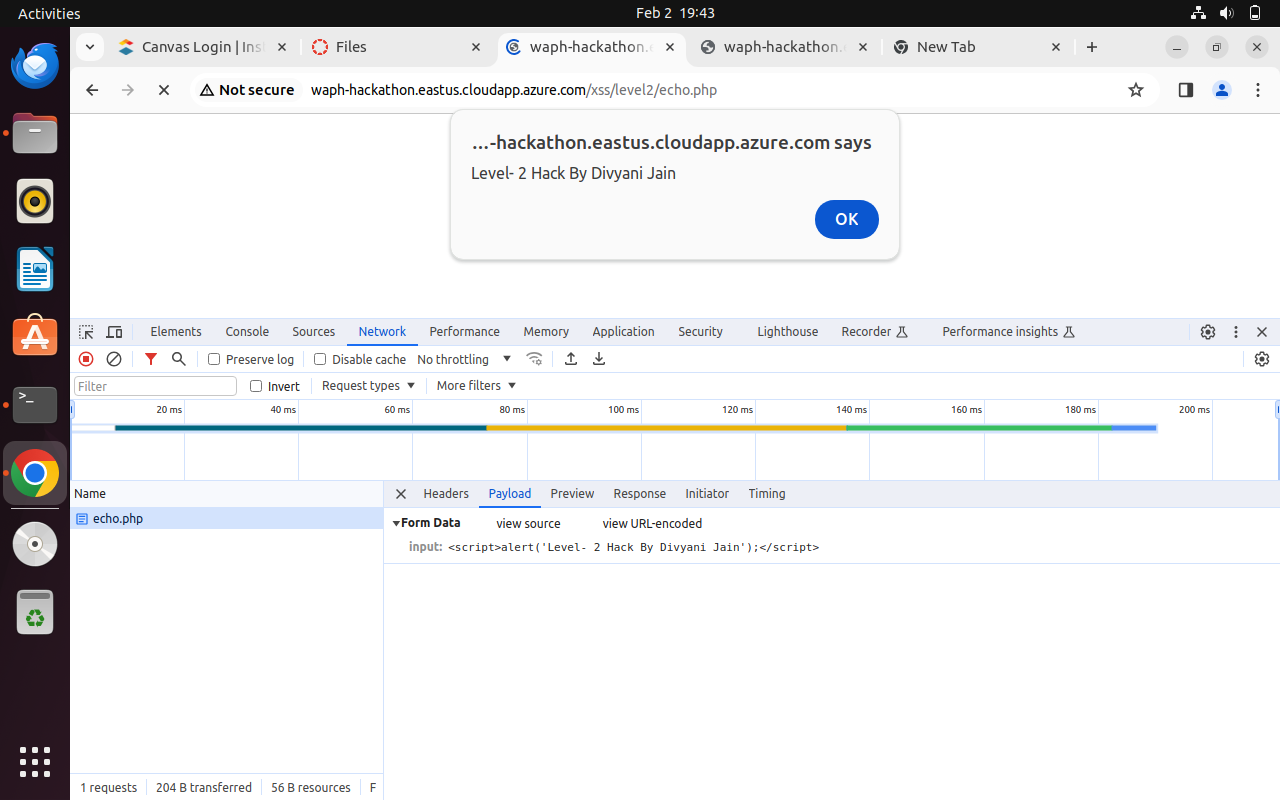 Activities
Feb 2 19:43
Canvas Login | Ins
Files
waph-hackathon.e
waph-hackathon.e
New Tab
Not secure
waph-hackathon.eastus.cloudapp.azure.com/xss/level2/echo.php
...-hackathon.eastus.cloudapp.azure.com says
Level- 2 Hack By Divyani Jain
OK
Elements Console Sources Network Performance Memory Application Security Lighthouse Recorder Performance insights
Preserve log Disable cache No throttling
Filter Invert Request types More filters
20 ms 40 ms 60 ms 80 ms 100 ms 120 ms 140 ms 160 ms 180 ms 200 ms
Name
Headers Payload Preview Response Initiator Timing
echo.php
Form Data view source view URL-encoded
input: <script>alert('Level- 2 Hack By Divyani Jain');</script>
1 requests 204 B transferred 56 B resources F